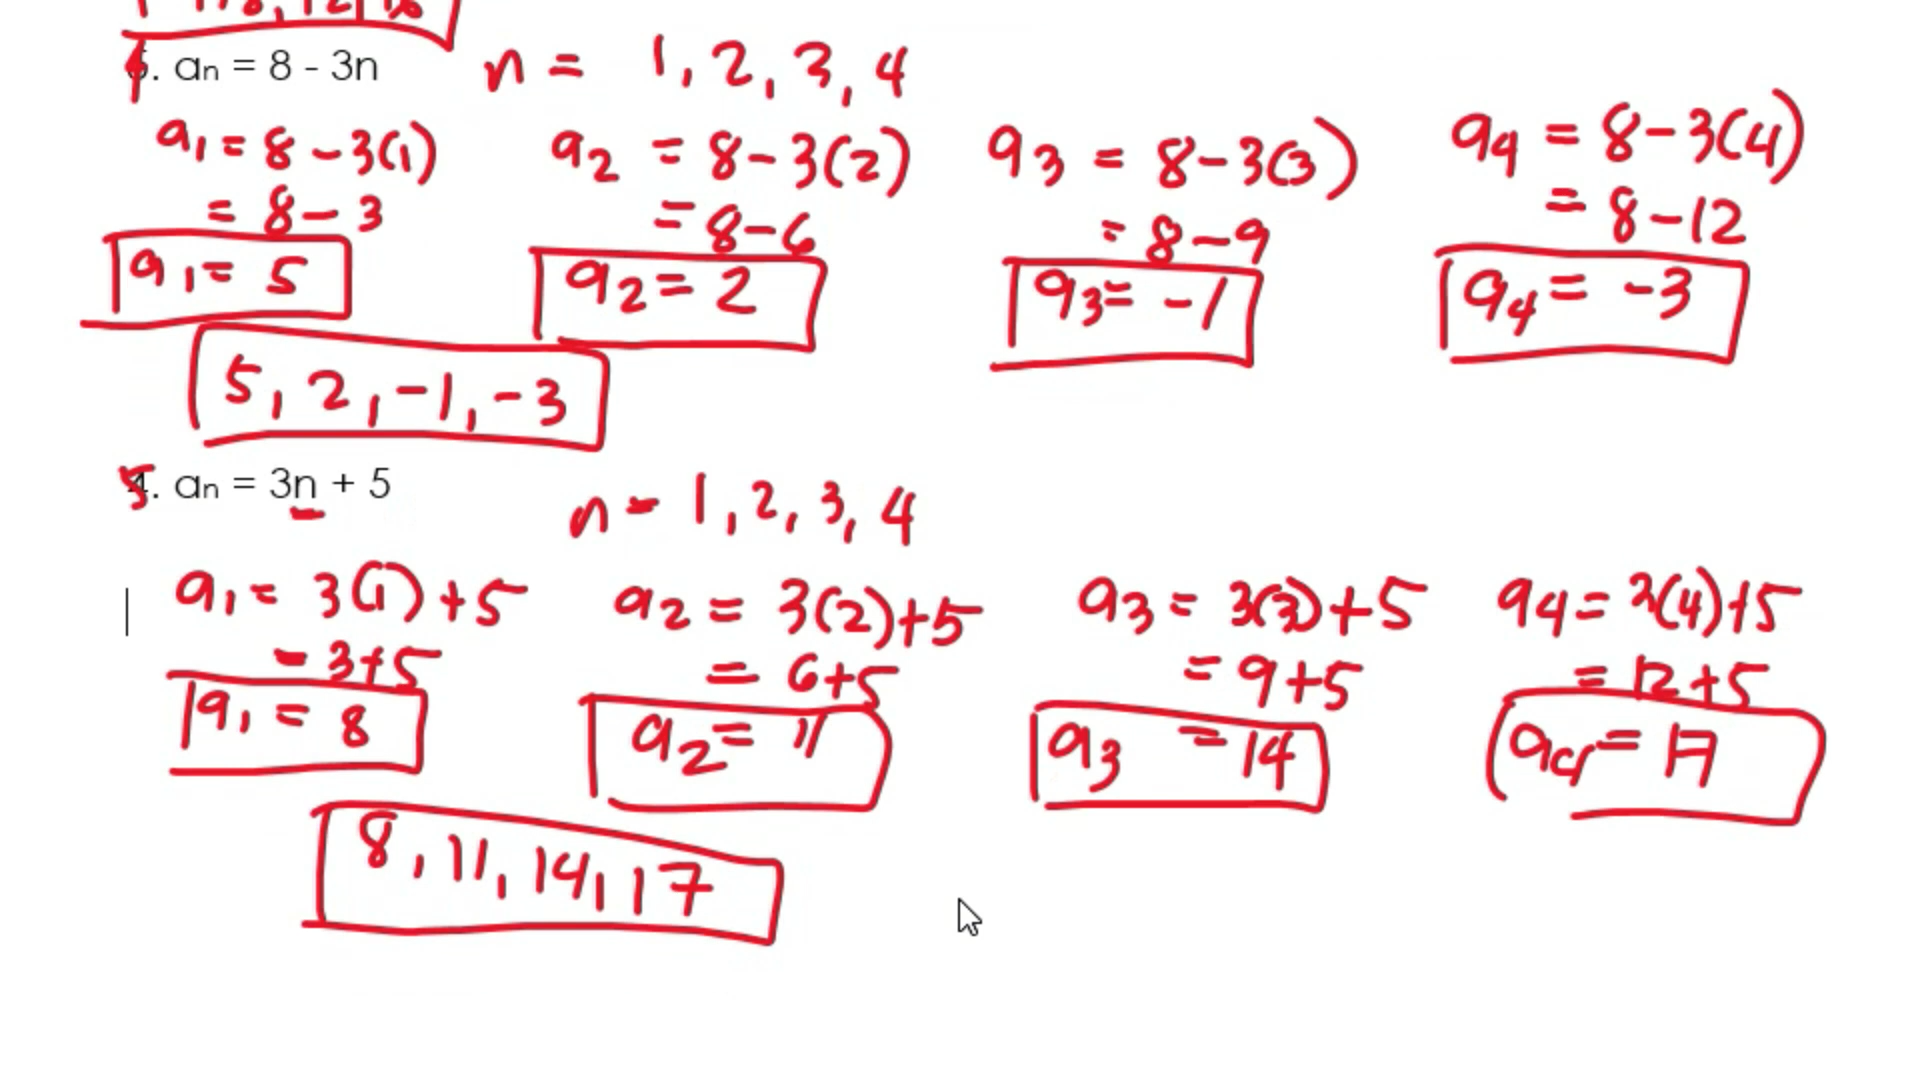 . aₙ = 8 - 3n n = 1, 2, 3, 4
a₁ = 8 - 3(1) a₂ = 8 - 3(2) a₃ = 8 - 3(3) a₄ = 8 - 3(4)
= 8 - 3 = 8 - 6 = 8 - 9 = 8 - 12
a₁ = 5 a₂ = 2 a₃ = -1 a₄ = -3
5, 2, -1, -3
5. aₙ = 3n + 5 n = 1, 2, 3, 4
a₁ = 3(1) + 5 a₂ = 3(2) + 5 a₃ = 3(3) + 5 a₄ = 3(4) + 5
= 3 + 5 = 6 + 5 = 9 + 5 = 12 + 5
a₁ = 8 a₂ = 11 a₃ = 14 a₄ = 17
8, 11, 14, 17